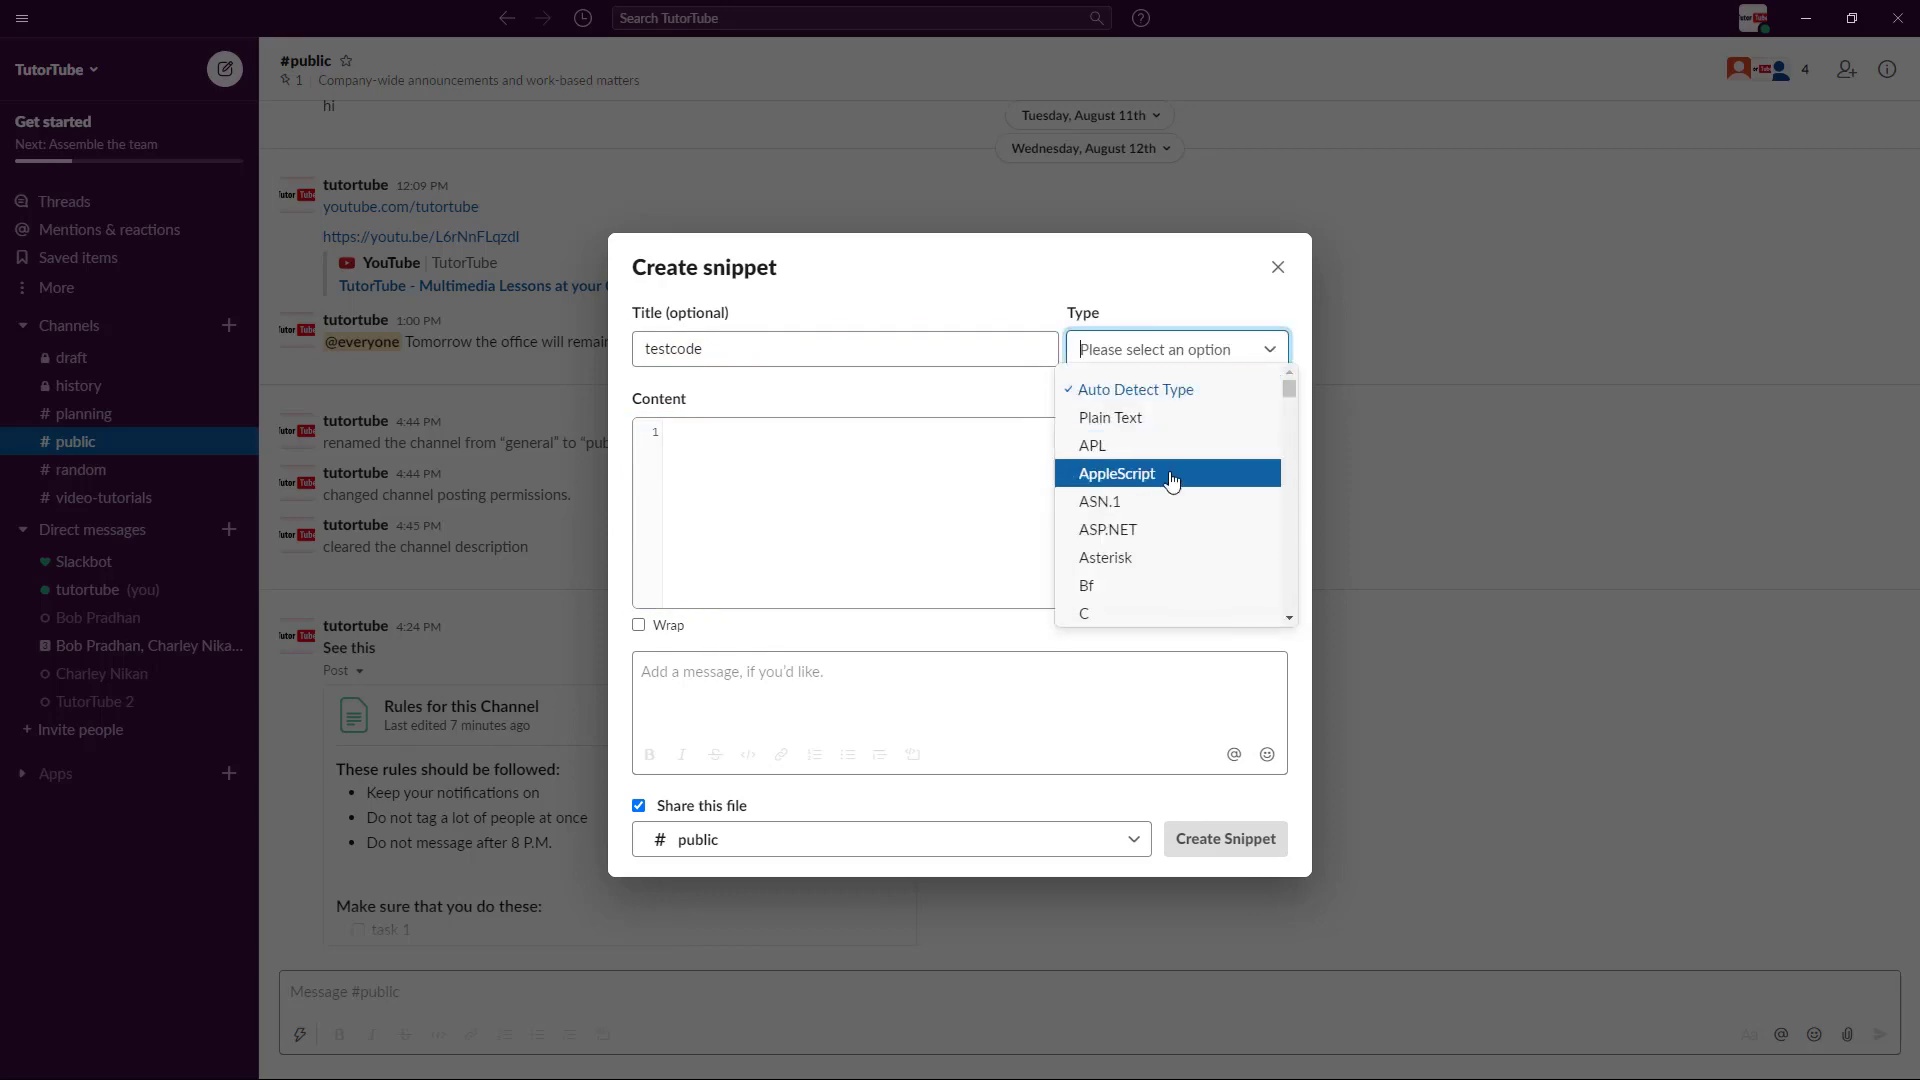 Search TutorTube
TutorTube
Get started
Next: Assemble the team
Threads
Mentions & reactions
Saved items
More
Channels
draft
history
# planning
# public
# random
# video-tutorials
Direct messages
Slackbot
tutortube (you)
Bob Pradhan
3 Bob Pradhan, Charley Nika...
Charley Nikan
TutorTube 2
+ Invite people
Apps
#public
1 | Company-wide announcements and work-based matters
4
hi
Tuesday, August 11th
Wednesday, August 12th
tutortube 12:09 PM
youtube.com/tutortube
https://youtu.be/L6rNnFLqzdI
YouTube | TutorTube
TutorTube - Multimedia Lessons at your
tutortube 1:00 PM
@everyone Tomorrow the office will remain
tutortube 4:44 PM
renamed the channel from “general” to “pub
tutortube 4:44 PM
changed channel posting permissions.
tutortube 4:45 PM
cleared the channel description
tutortube 4:24 PM
See this
Post
Rules for this Channel
Last edited 7 minutes ago
These rules should be followed:
• Keep your notifications on
• Do not tag a lot of people at once
• Do not message after 8 P.M.
Make sure that you do these:
task 1
Message #public
Aa
Create snippet
Title (optional)
Type
testcode
Please select an option
Content
1
Auto Detect Type
Plain Text
APL
AppleScript
ASN.1
ASP.NET
Asterisk
Bf
C
Wrap
Add a message, if you’d like.
Share this file
# public
Create Snippet